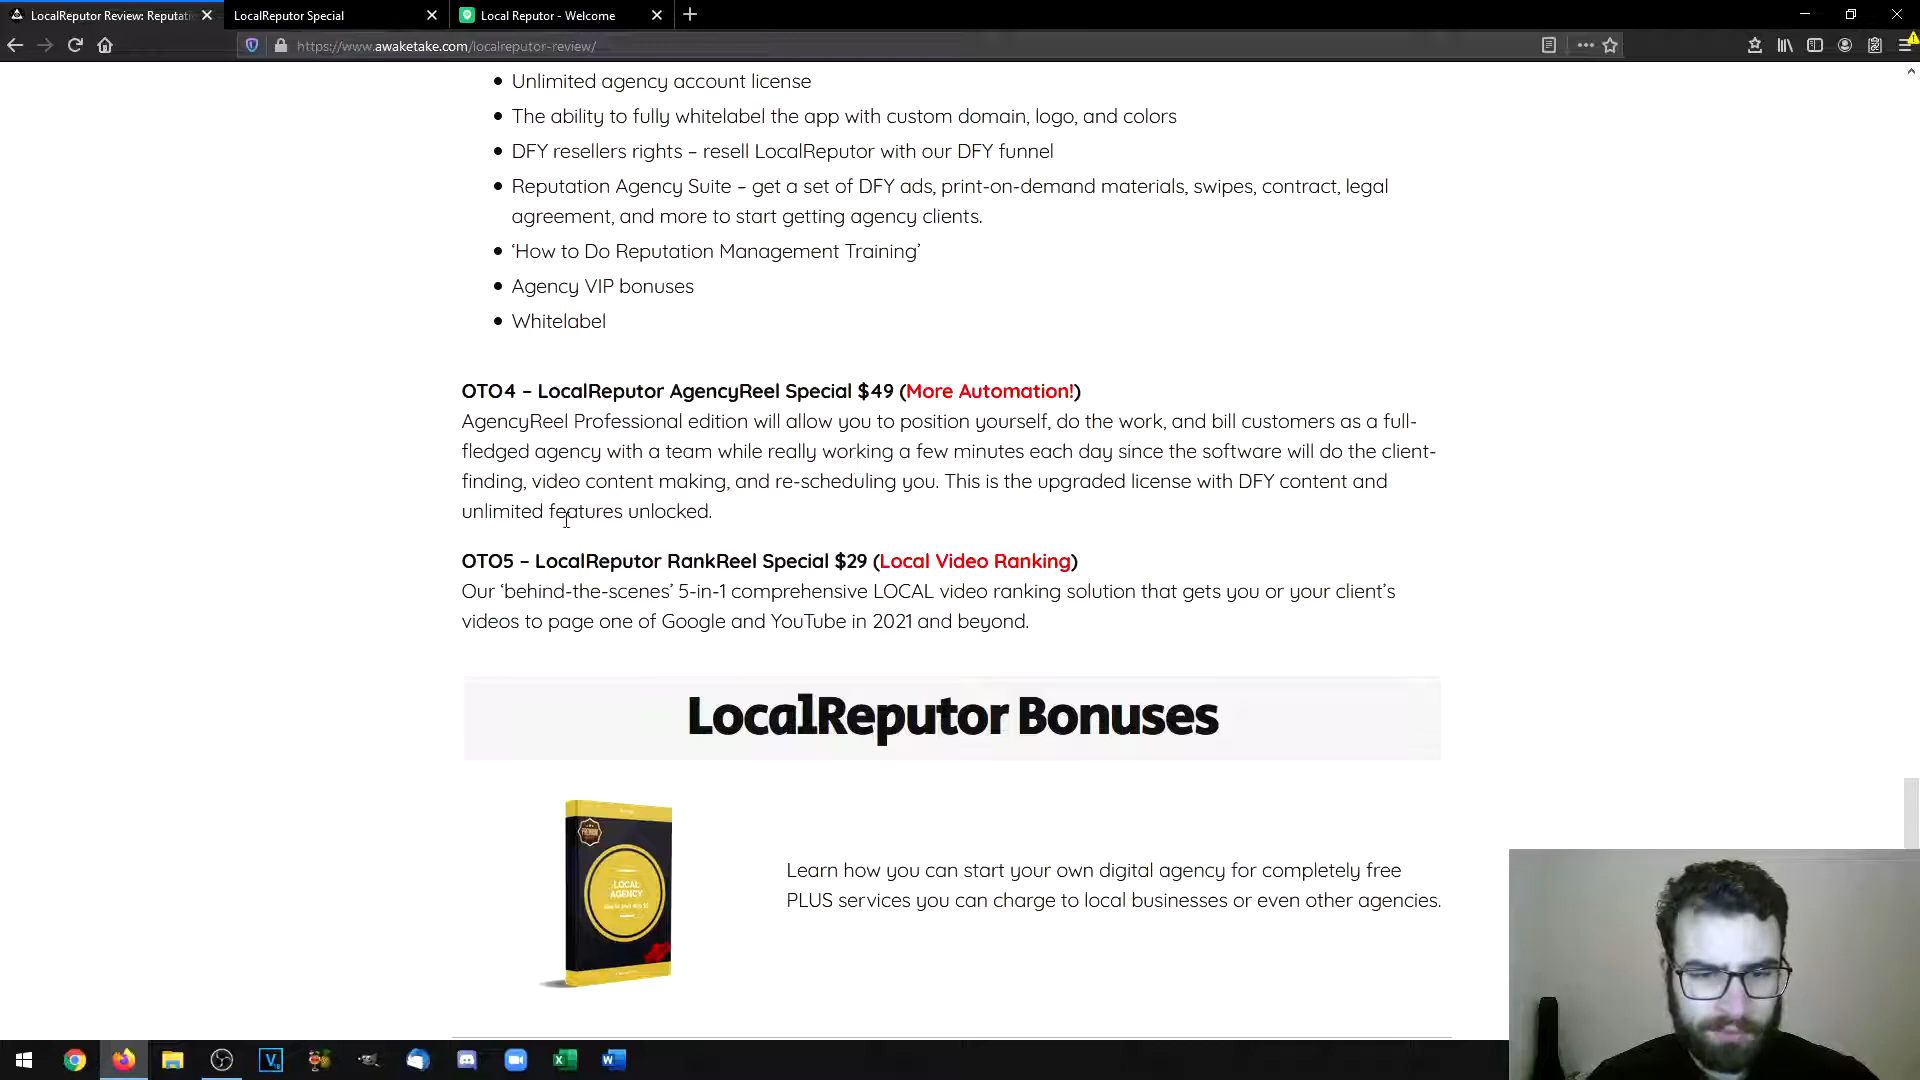 LocalReputor Review: Reputati
LocalReputor Special
Local Reputor - Welcome
https://www.awaketake.com/localreputor-review/
Unlimited agency account license
The ability to fully whitelabel the app with custom domain, logo, and colors
DFY resellers rights – resell LocalReputor with our DFY funnel
Reputation Agency Suite – get a set of DFY ads, print-on-demand materials, swipes, contract, legal
agreement, and more to start getting agency clients.
‘How to Do Reputation Management Training’
Agency VIP bonuses
Whitelabel
OTO4 – LocalReputor AgencyReel Special $49 (More Automation!)
AgencyReel Professional edition will allow you to position yourself, do the work, and bill customers as a full-
fledged agency with a team while really working a few minutes each day since the software will do the client-
finding, video content making, and re-scheduling you. This is the upgraded license with DFY content and
unlimited features unlocked.
OTO5 – LocalReputor RankReel Special $29 (Local Video Ranking)
Our ‘behind-the-scenes’ 5-in-1 comprehensive LOCAL video ranking solution that gets you or your client’s
videos to page one of Google and YouTube in 2021 and beyond.
LocalReputor Bonuses
PREMIUM
LOCAL
AGENCY
Learn how you can start your own digital agency for completely free
PLUS services you can charge to local businesses or even other agencies.